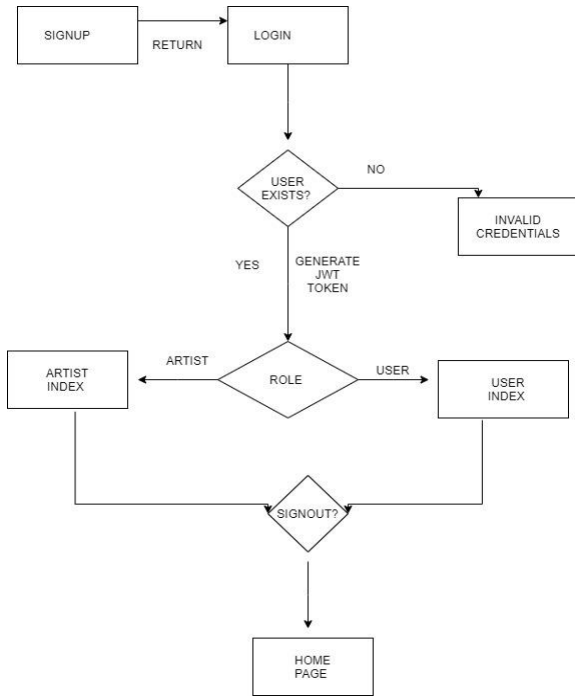 SIGNUP
RETURN
LOGIN
USER
EXISTS?
NO
INVALID
CREDENTIALS
YES
GENERATE
JWT
TOKEN
ARTIST
INDEX
ARTIST
ROLE
USER
USER
INDEX
SIGNOUT?
HOME
PAGE